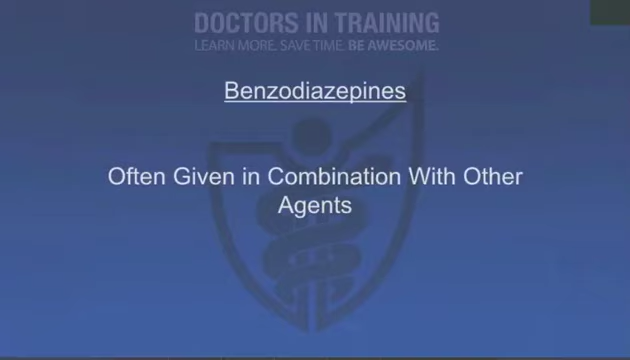 DOCTORS IN TRAINING
LEARN MORE. SAVE TIME. BE AWESOME.
Benzodiazepines
Often Given in Combination With Other
Agents